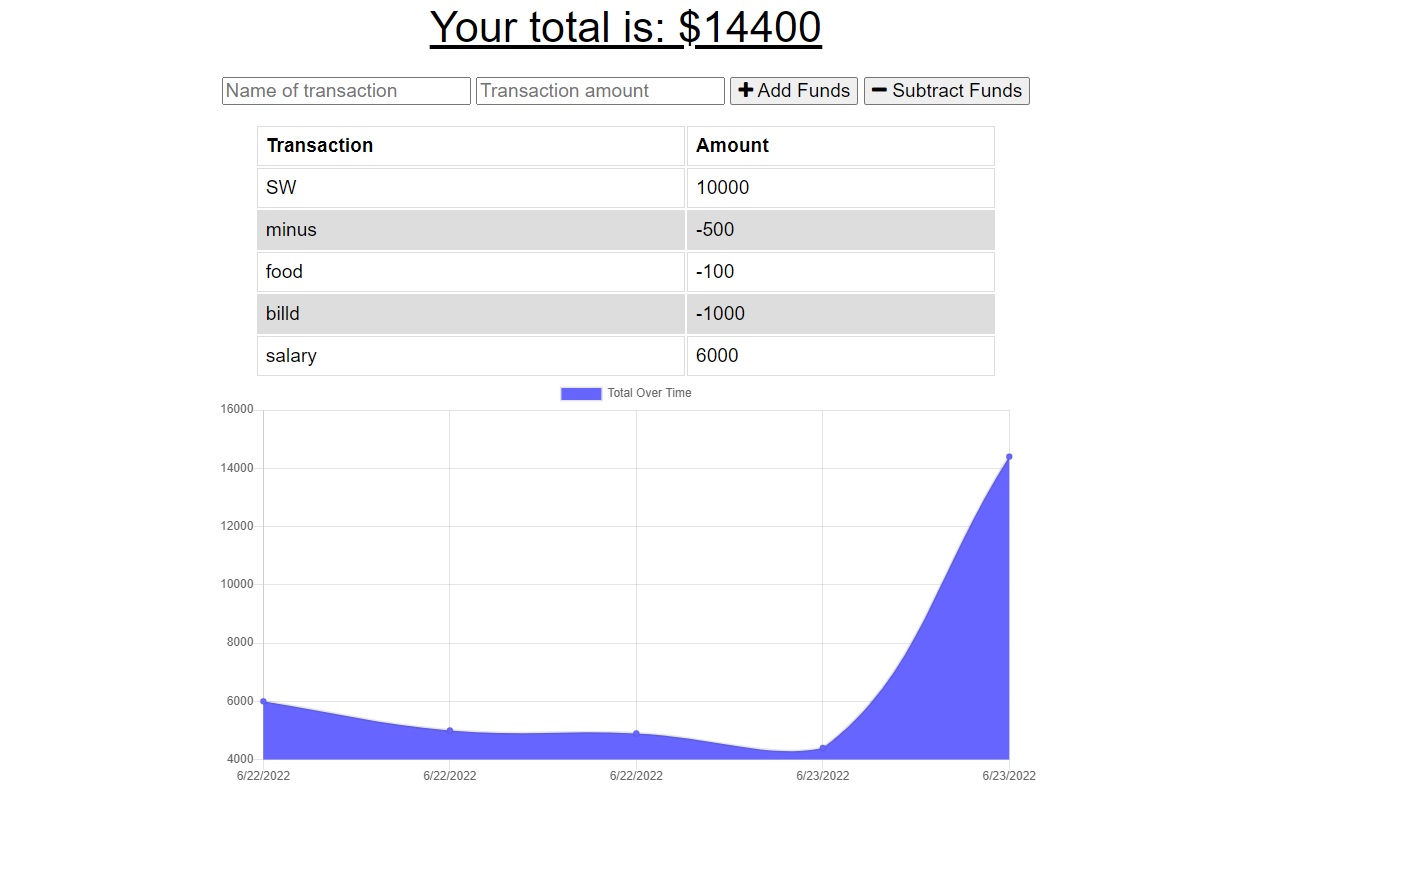 Your total is: $14400
Name of transaction Transaction amount Add Funds Subtract Funds
Transaction Amount
SW 10000
minus -500
food -100
billd -1000
salary 6000
Total Over Time
16000
14000
12000
10000
8000
6000
4000
6/22/2022 6/22/2022 6/22/2022 6/23/2022 6/23/2022